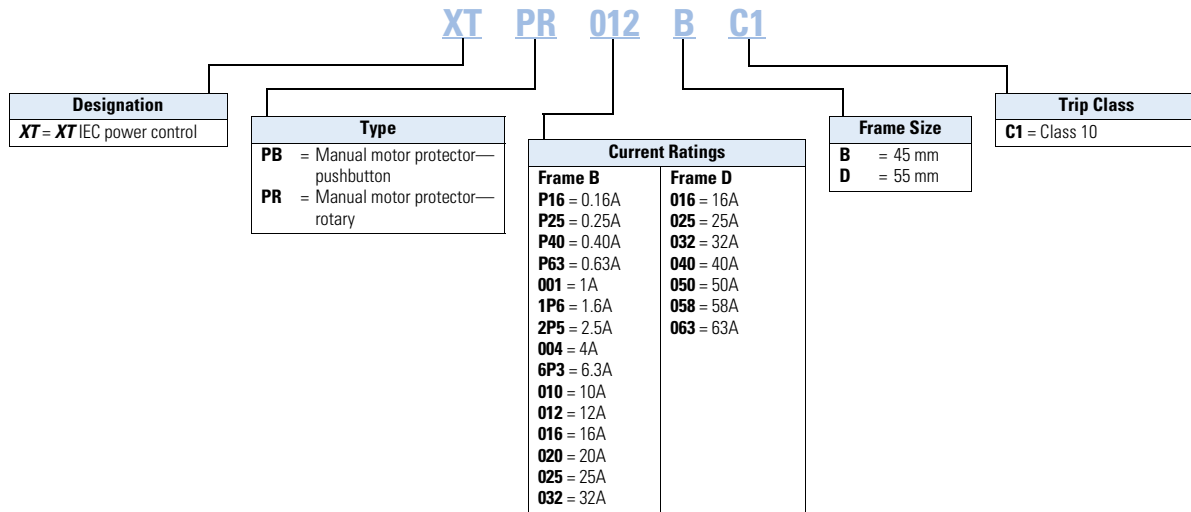 XT PR 012 B C1
Designation
XT = XT IEC power control
Type
PB = Manual motor protector—
pushbutton
PR = Manual motor protector—
rotary
Current Ratings
Frame B
P16 = 0.16A
P25 = 0.25A
P40 = 0.40A
P63 = 0.63A
001 = 1A
1P6 = 1.6A
2P5 = 2.5A
004 = 4A
6P3 = 6.3A
010 = 10A
012 = 12A
016 = 16A
020 = 20A
025 = 25A
032 = 32A
Frame D
016 = 16A
025 = 25A
032 = 32A
040 = 40A
050 = 50A
058 = 58A
063 = 63A
Frame Size
B = 45 mm
D = 55 mm
Trip Class
C1 = Class 10